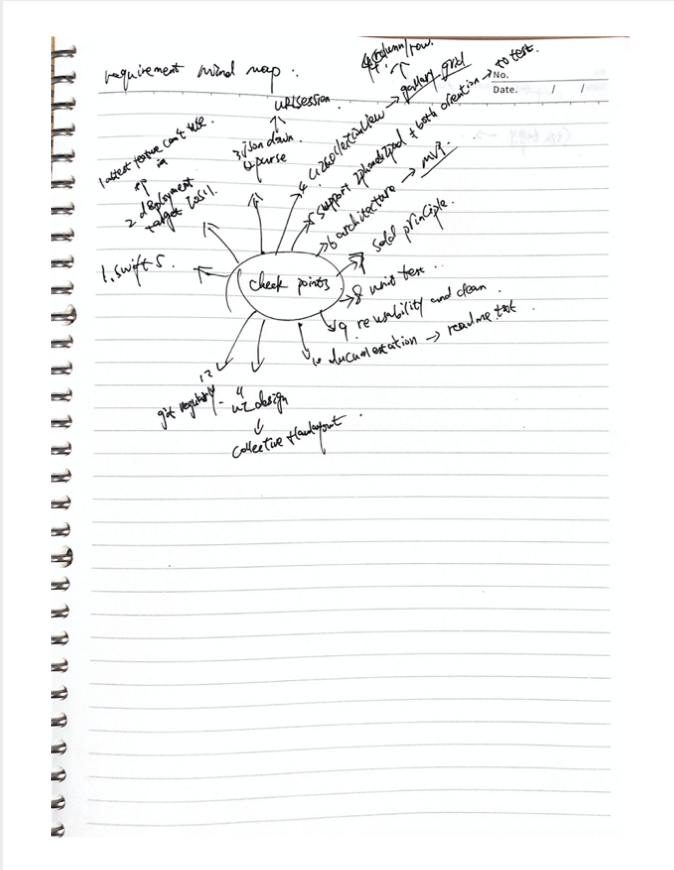 requirement mind map.
4 column/row.
No.
Date. / /
URLsession.
latest feature can't use.
in
2 deployment
target iOS11.
3 json down
& parse
4 UICollectionView → gallery grid
5 support iphone & ipad + both orientation → to test.
6 architecture → MVP.
7 solid principle.
1. swift 5.
check points
8 unit test ..
9 reusability and clean.
10 documentation → readme.txt
11
UI design
12
git regularly.
collective + flowlayout.